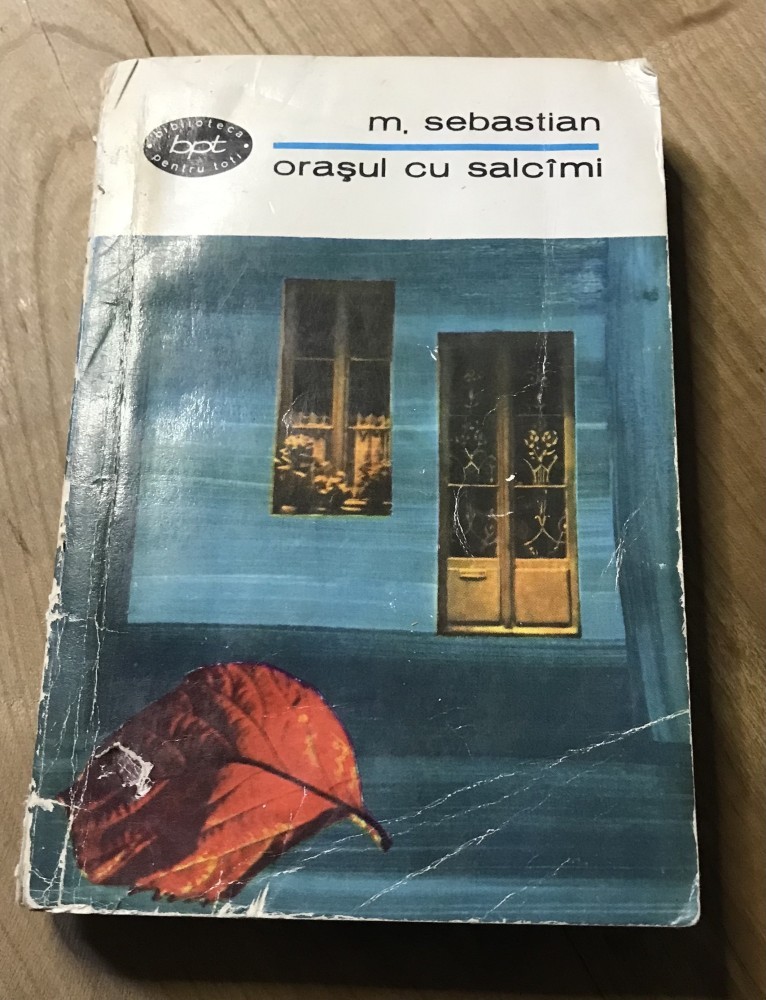 biblioteca
bpt
pentru toți
m. sebastian
orașul cu salcîmi